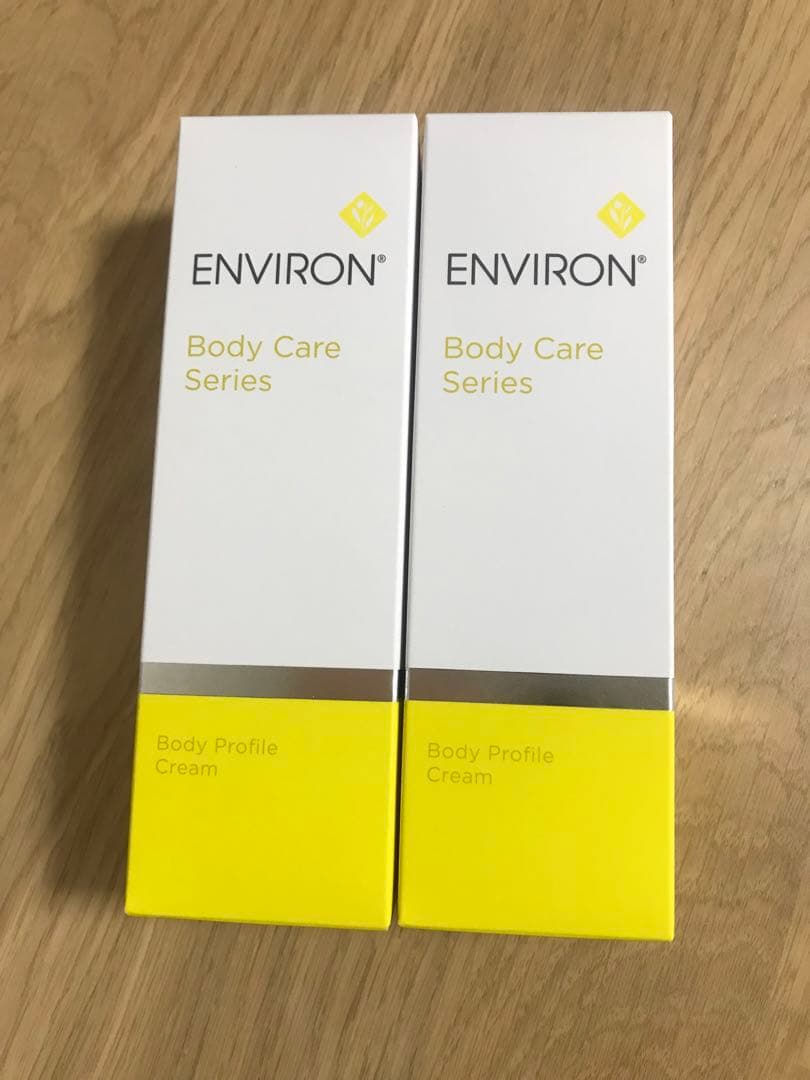 ENVIRON®
Body Care
Series
Body Profile
Cream
ENVIRON®
Body Care
Series
Body Profile
Cream